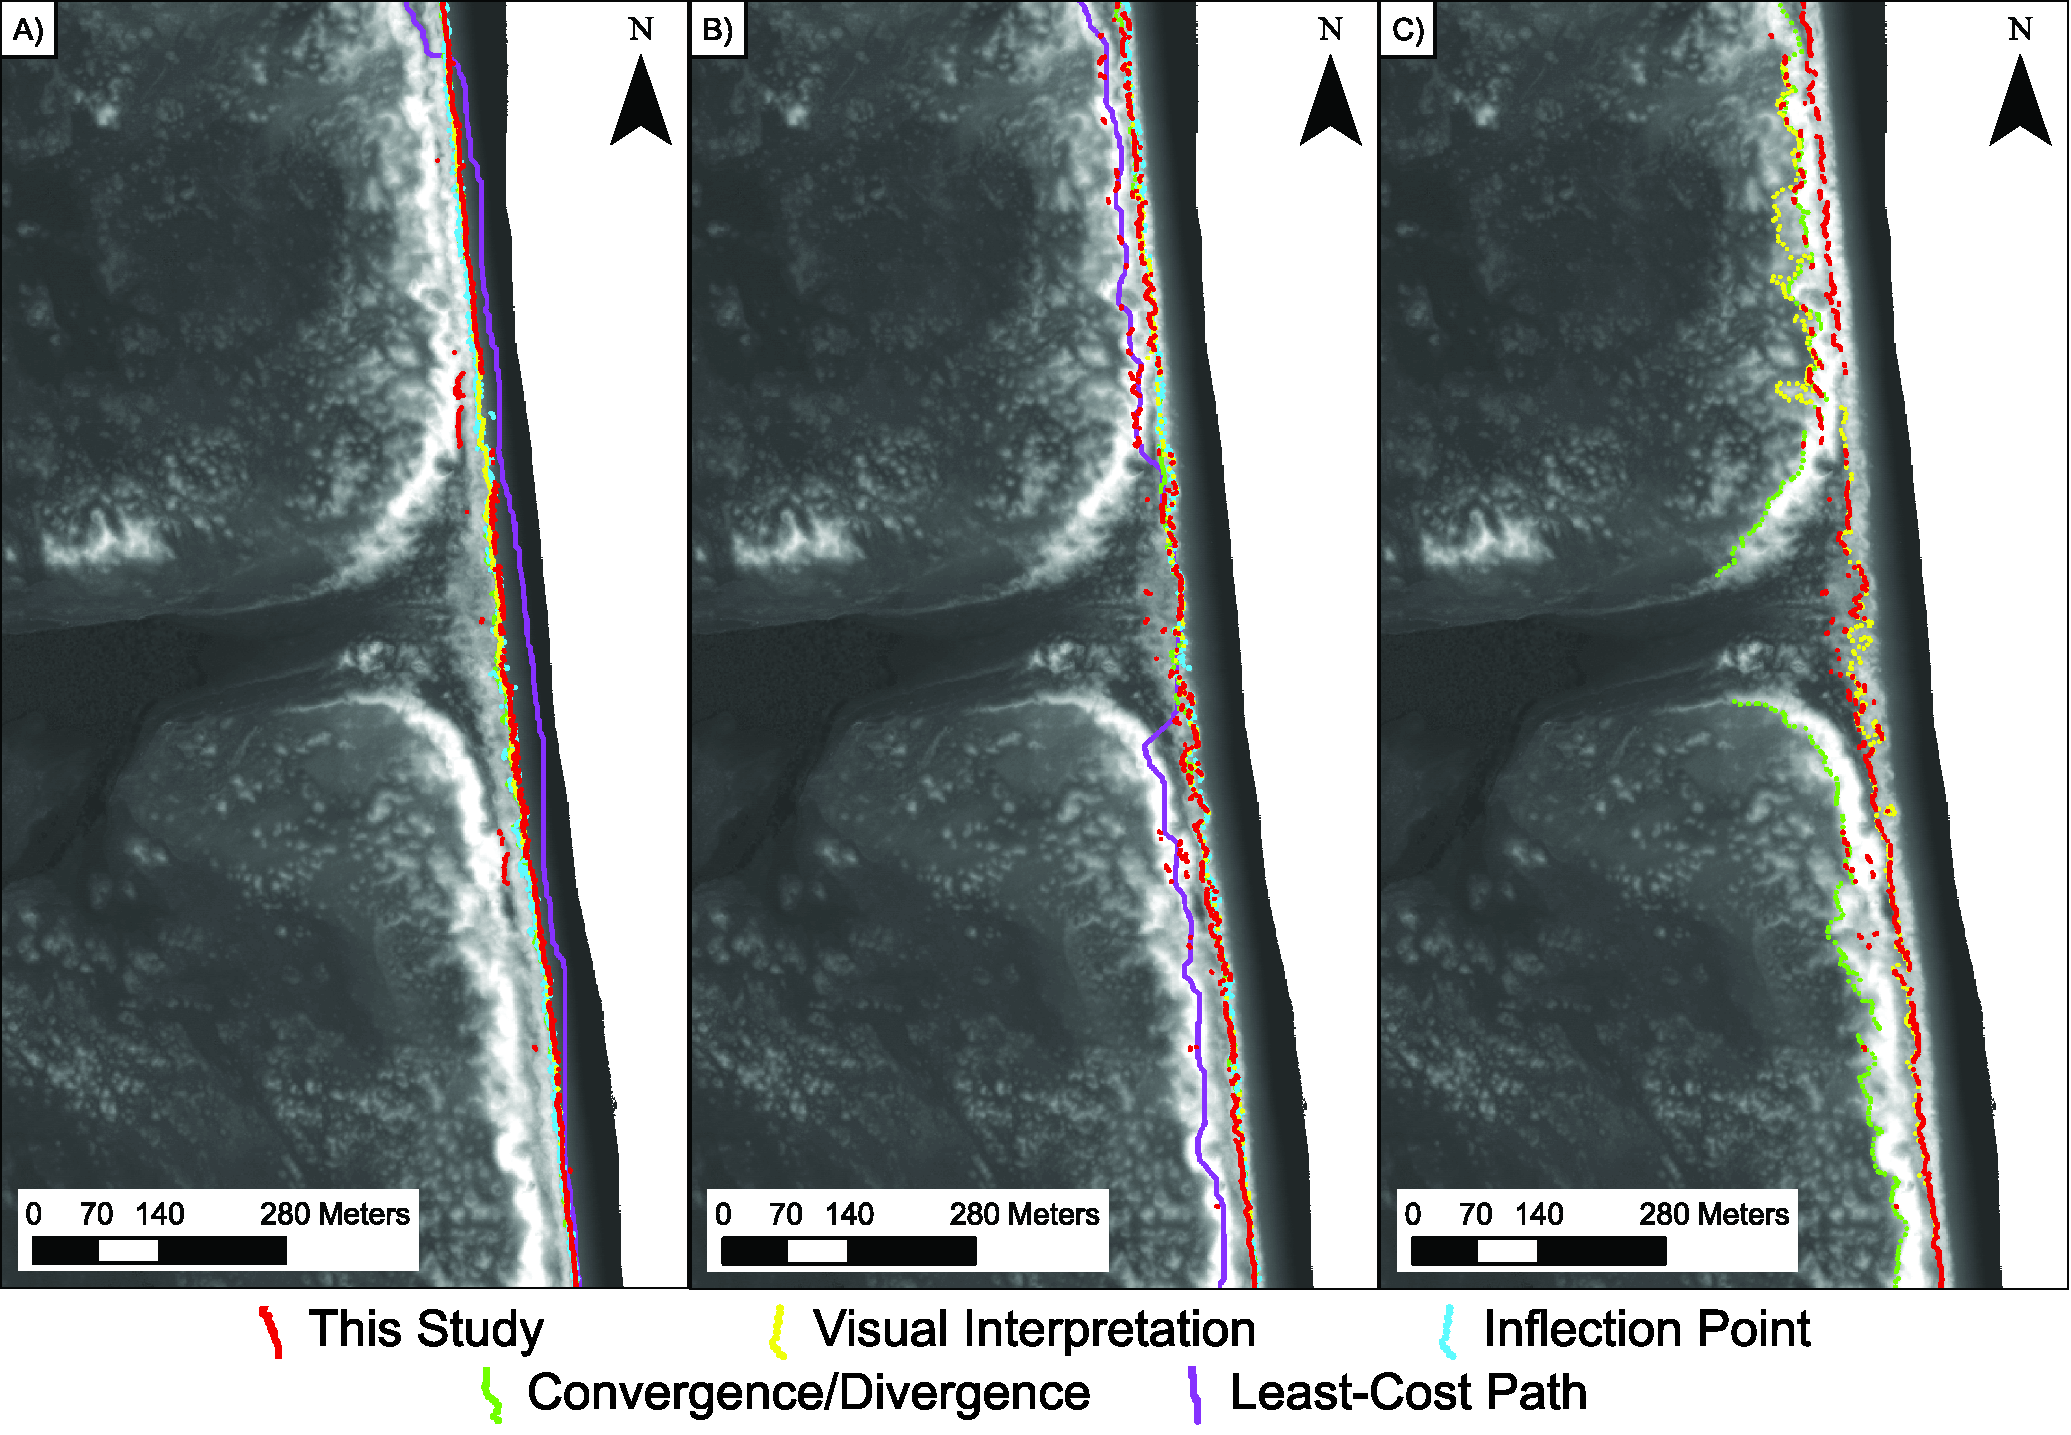 A)
N
0 70 140 280 Meters
B)
N
0 70 140 280 Meters
C)
N
0 70 140 280 Meters
This Study
Visual Interpretation
Inflection Point
Convergence/Divergence
Least-Cost Path